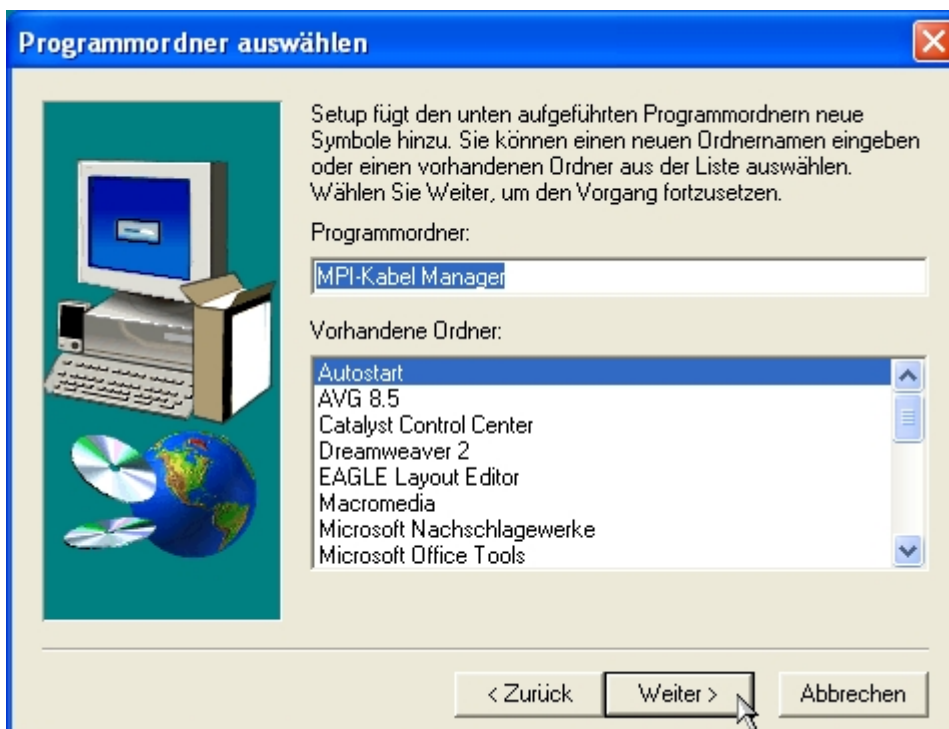 Programmordner auswählen
Setup fügt den unten aufgeführten Programmordnern neue
Symbole hinzu. Sie können einen neuen Ordnernamen eingeben
oder einen vorhandenen Ordner aus der Liste auswählen.
Wählen Sie Weiter, um den Vorgang fortzusetzen.
Programmordner:
MPI-Kabel Manager
Vorhandene Ordner:
Autostart
AVG 8.5
Catalyst Control Center
Dreamweaver 2
EAGLE Layout Editor
Macromedia
Microsoft Nachschlagewerke
Microsoft Office Tools
< Zurück
Weiter >
Abbrechen